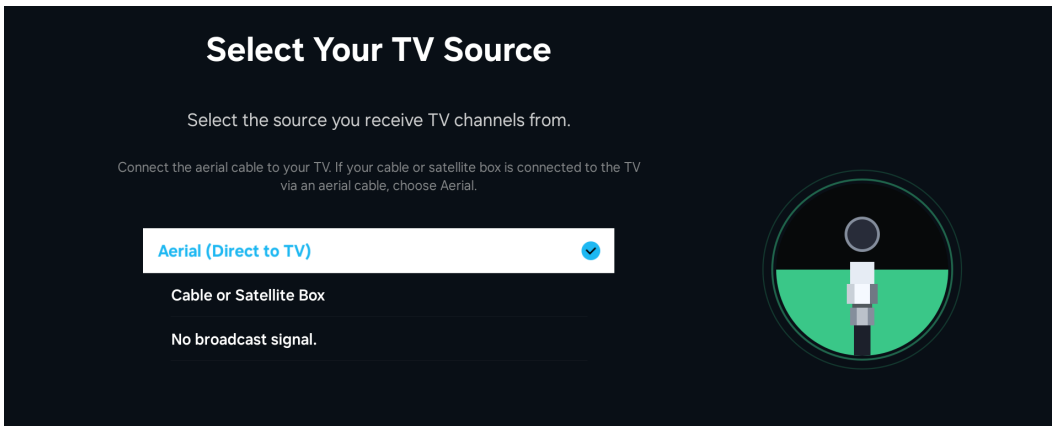 Select Your TV Source
Select the source you receive TV channels from.
Connect the aerial cable to your TV. If your cable or satellite box is connected to the TV
via an aerial cable, choose Aerial.
Aerial (Direct to TV)
Cable or Satellite Box
No broadcast signal.